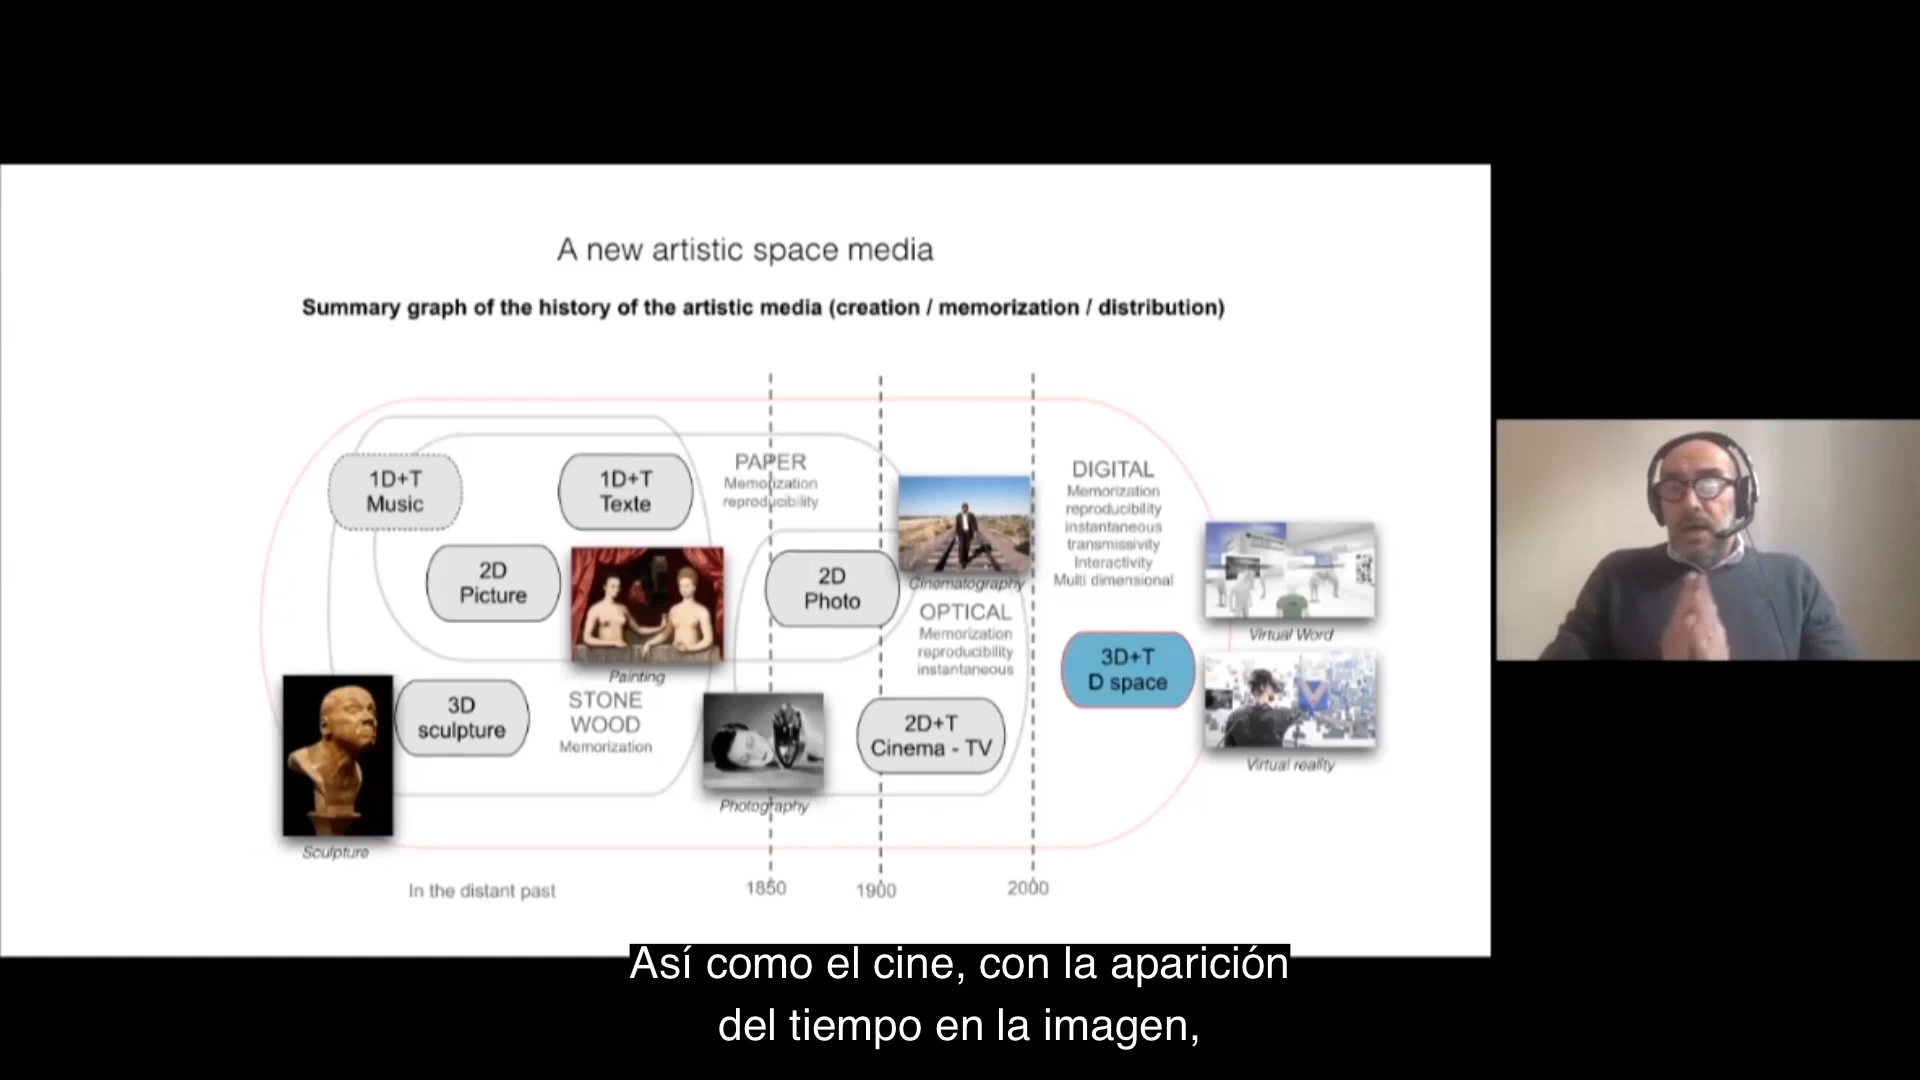 A new artistic space media
Summary graph of the history of the artistic media (creation / memorization / distribution)
1D+T
Music
1D+T
Texte
PAPER
Memorization
reproducibility
2D
Picture
Painting
2D
Photo
Cinematography
OPTICAL
Memorization
reproducibility
instantaneous
DIGITAL
Memorization
reproducibility
instantaneous
transmissivity
Interactivity
Multi dimensional
Virtual Word
3D+T
D space
Virtual reality
3D
sculpture
STONE
WOOD
Memorization
Photography
2D+T
Cinema - TV
Sculpture
In the distant past
1850
1900
2000
Así como el cine, con la aparición
del tiempo en la imagen,